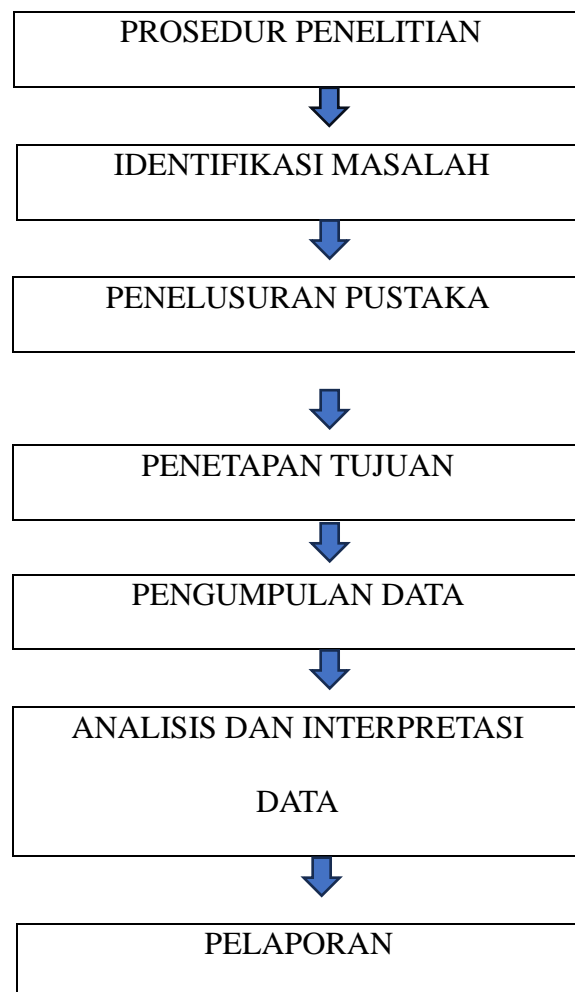 PROSEDUR PENELITIAN
IDENTIFIKASI MASALAH
PENELUSURAN PUSTAKA
PENETAPAN TUJUAN
PENGUMPULAN DATA
ANALISIS DAN INTERPRETASI
DATA
PELAPORAN